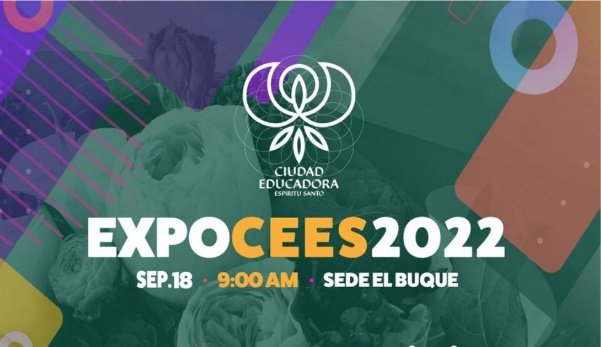 CIUDAD
EDUCADORA
ESPIRITU SANTO
EXPOCEES2022
SEP.18 • 9:00 AM • SEDE EL BUQUE